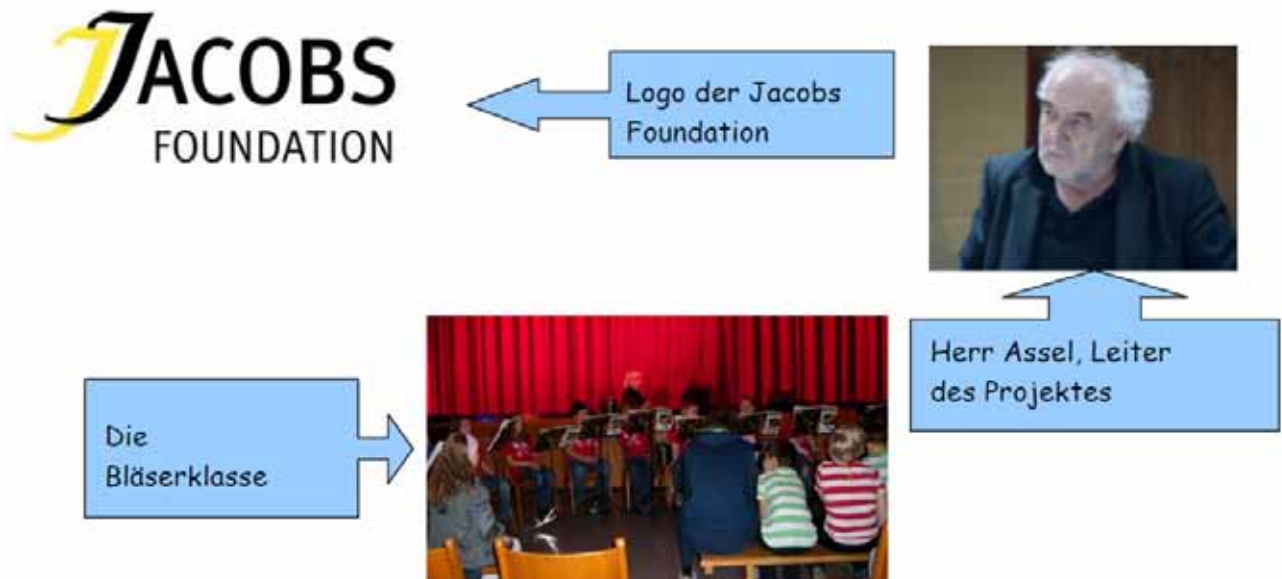 JACOBS
FOUNDATION
Logo der Jacobs
Foundation
Herr Assel, Leiter
des Projektes
Die
Bläserklasse